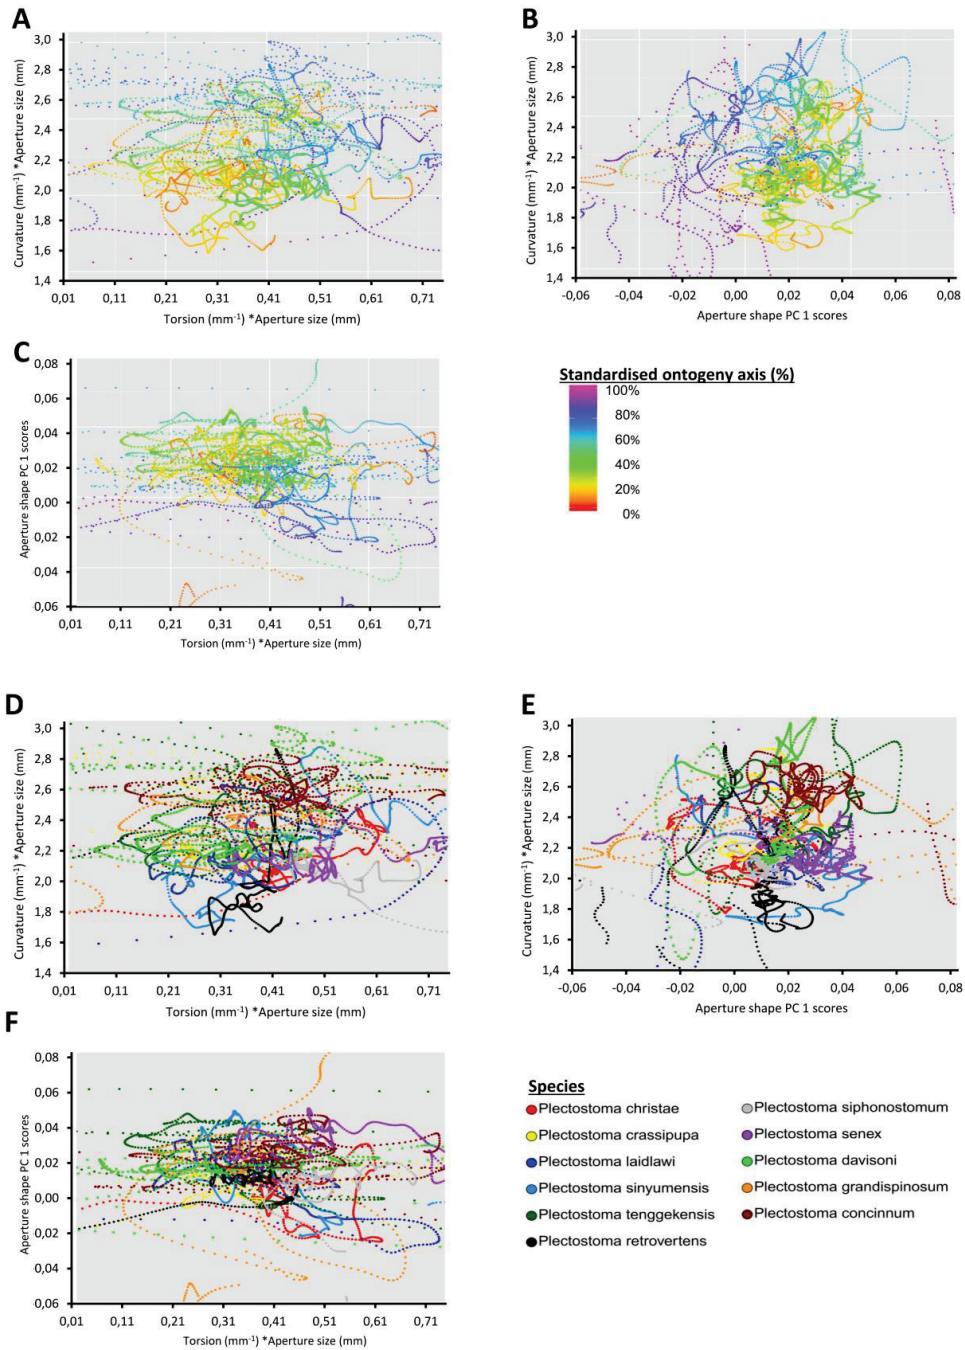 A
3,0
2,8
2,6
2,4
2,2
2,0
1,8
1,6
1,4
Curvature (mm⁻¹) *Aperture size (mm)
0,01 0,11 0,21 0,31 0,41 0,51 0,61 0,71
Torsion (mm⁻¹) *Aperture size (mm)
B
3,0
2,8
2,6
2,4
2,2
2,0
1,8
1,6
1,4
Curvature (mm⁻¹) *Aperture size (mm)
-0,06 -0,04 -0,02 0,00 0,02 0,04 0,06 0,08
Aperture shape PC 1 scores
C
0,08
0,06
0,04
0,02
0,00
0,02
0,04
0,06
Aperture shape PC 1 scores
0,01 0,11 0,21 0,31 0,41 0,51 0,61 0,71
Torsion (mm⁻¹) *Aperture size (mm)
Standardised ontogeny axis (%)
100%
80%
60%
40%
20%
0%
D
3,0
2,8
2,6
2,4
2,2
2,0
1,8
1,6
1,4
Curvature (mm⁻¹) *Aperture size (mm)
0,01 0,11 0,21 0,31 0,41 0,51 0,61 0,71
Torsion (mm⁻¹) *Aperture size (mm)
E
3,0
2,8
2,6
2,4
2,2
2,0
1,8
1,6
1,4
Curvature (mm⁻¹) *Aperture size (mm)
-0,06 -0,04 -0,02 0,00 0,02 0,04 0,06 0,08
Aperture shape PC 1 scores
F
0,08
0,06
0,04
0,02
0,00
0,02
0,04
0,06
Aperture shape PC 1 scores
0,01 0,11 0,21 0,31 0,41 0,51 0,61 0,71
Torsion (mm⁻¹) *Aperture size (mm)
Species
Plectostoma christae
Plectostoma crassipupa
Plectostoma laidlawi
Plectostoma sinyumensis
Plectostoma tenggekensis
Plectostoma retrovertens
Plectostoma siphonostomum
Plectostoma senex
Plectostoma davisoni
Plectostoma grandispinosum
Plectostoma concinnum